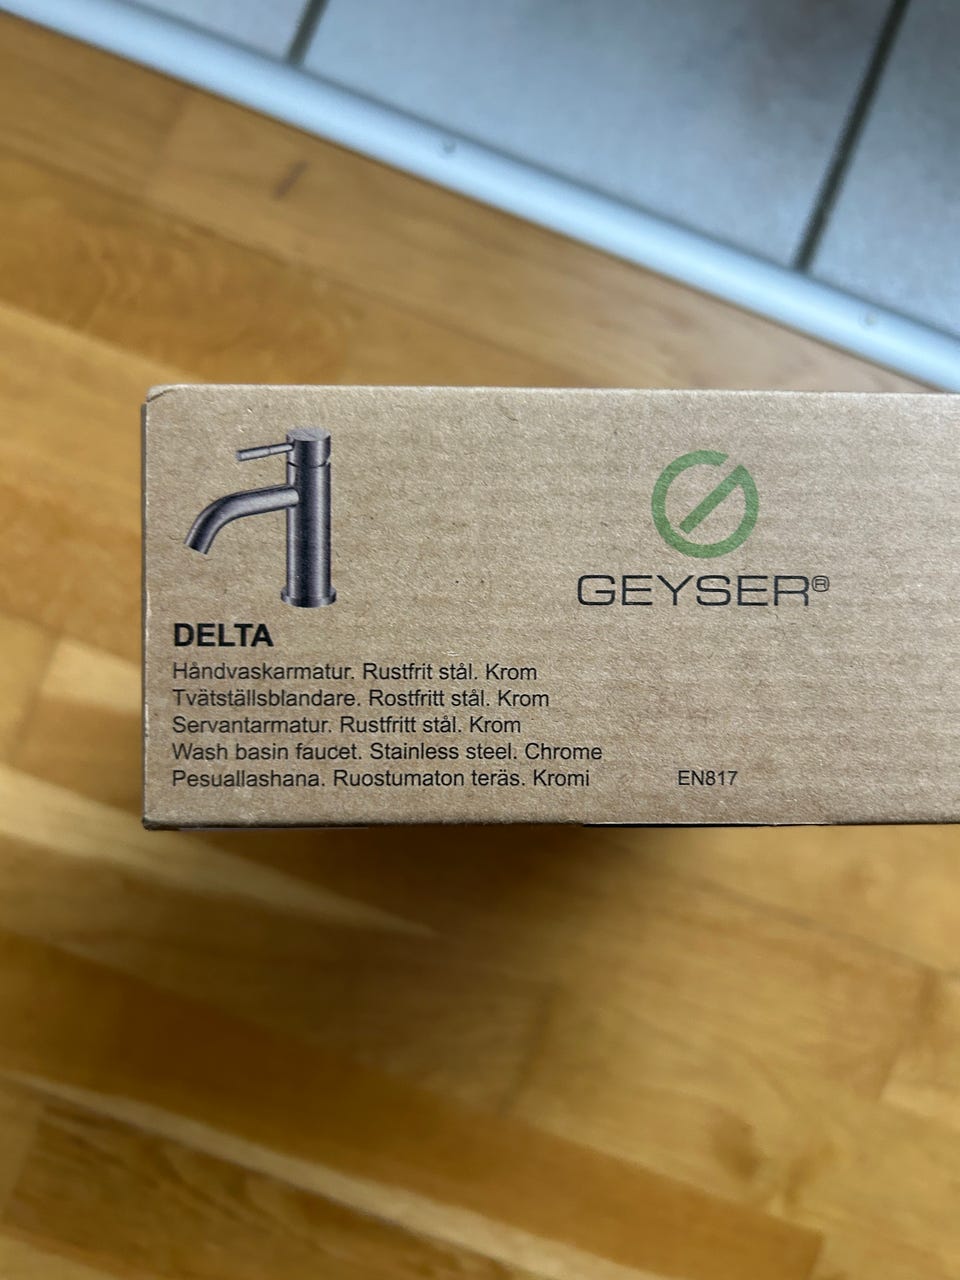 GEYSER®
DELTA
Håndvaskarmatur. Rustfrit stål. Krom
Tvätställsblandare. Rostfritt stål. Krom
Servantarmatur. Rustfritt stål. Krom
Wash basin faucet. Stainless steel. Chrome
Pesuallashana. Ruostumaton teräs. Kromi
EN817